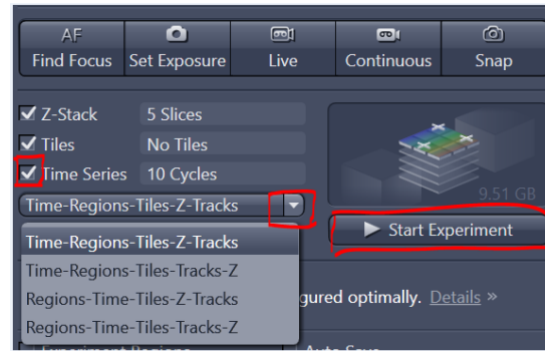 AF
Find Focus
Set Exposure
Live
Continuous
Snap
Z-Stack
5 Slices
Tiles
No Tiles
Time Series
10 Cycles
9.51 GB
Time-Regions-Tiles-Z-Tracks
Start Experiment
Time-Regions-Tiles-Z-Tracks
Time-Regions-Tiles-Tracks-Z
Regions-Time-Tiles-Z-Tracks
gured optimally. Details »
Regions-Time-Tiles-Tracks-Z